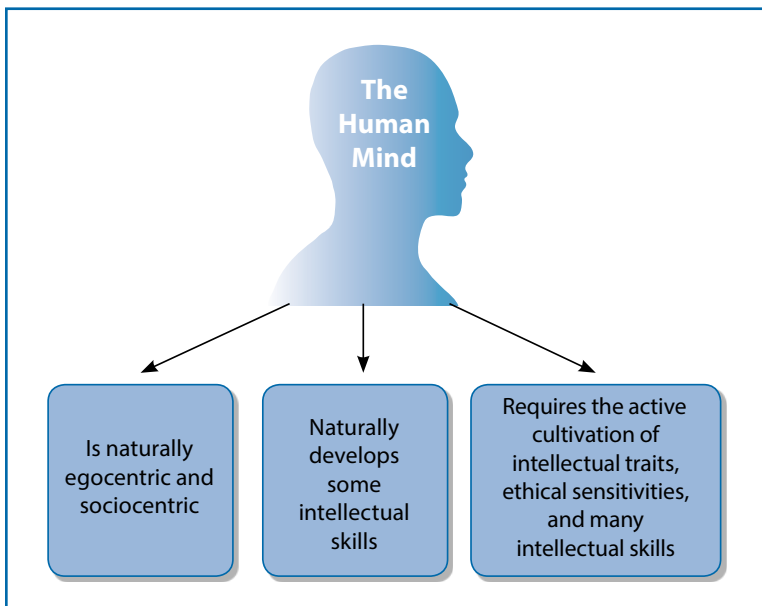 The
Human
Mind
Is naturally
egocentric and
sociocentric
Naturally
develops
some
intellectual
skills
Requires the active
cultivation of
intellectual traits,
ethical sensitivities,
and many
intellectual skills